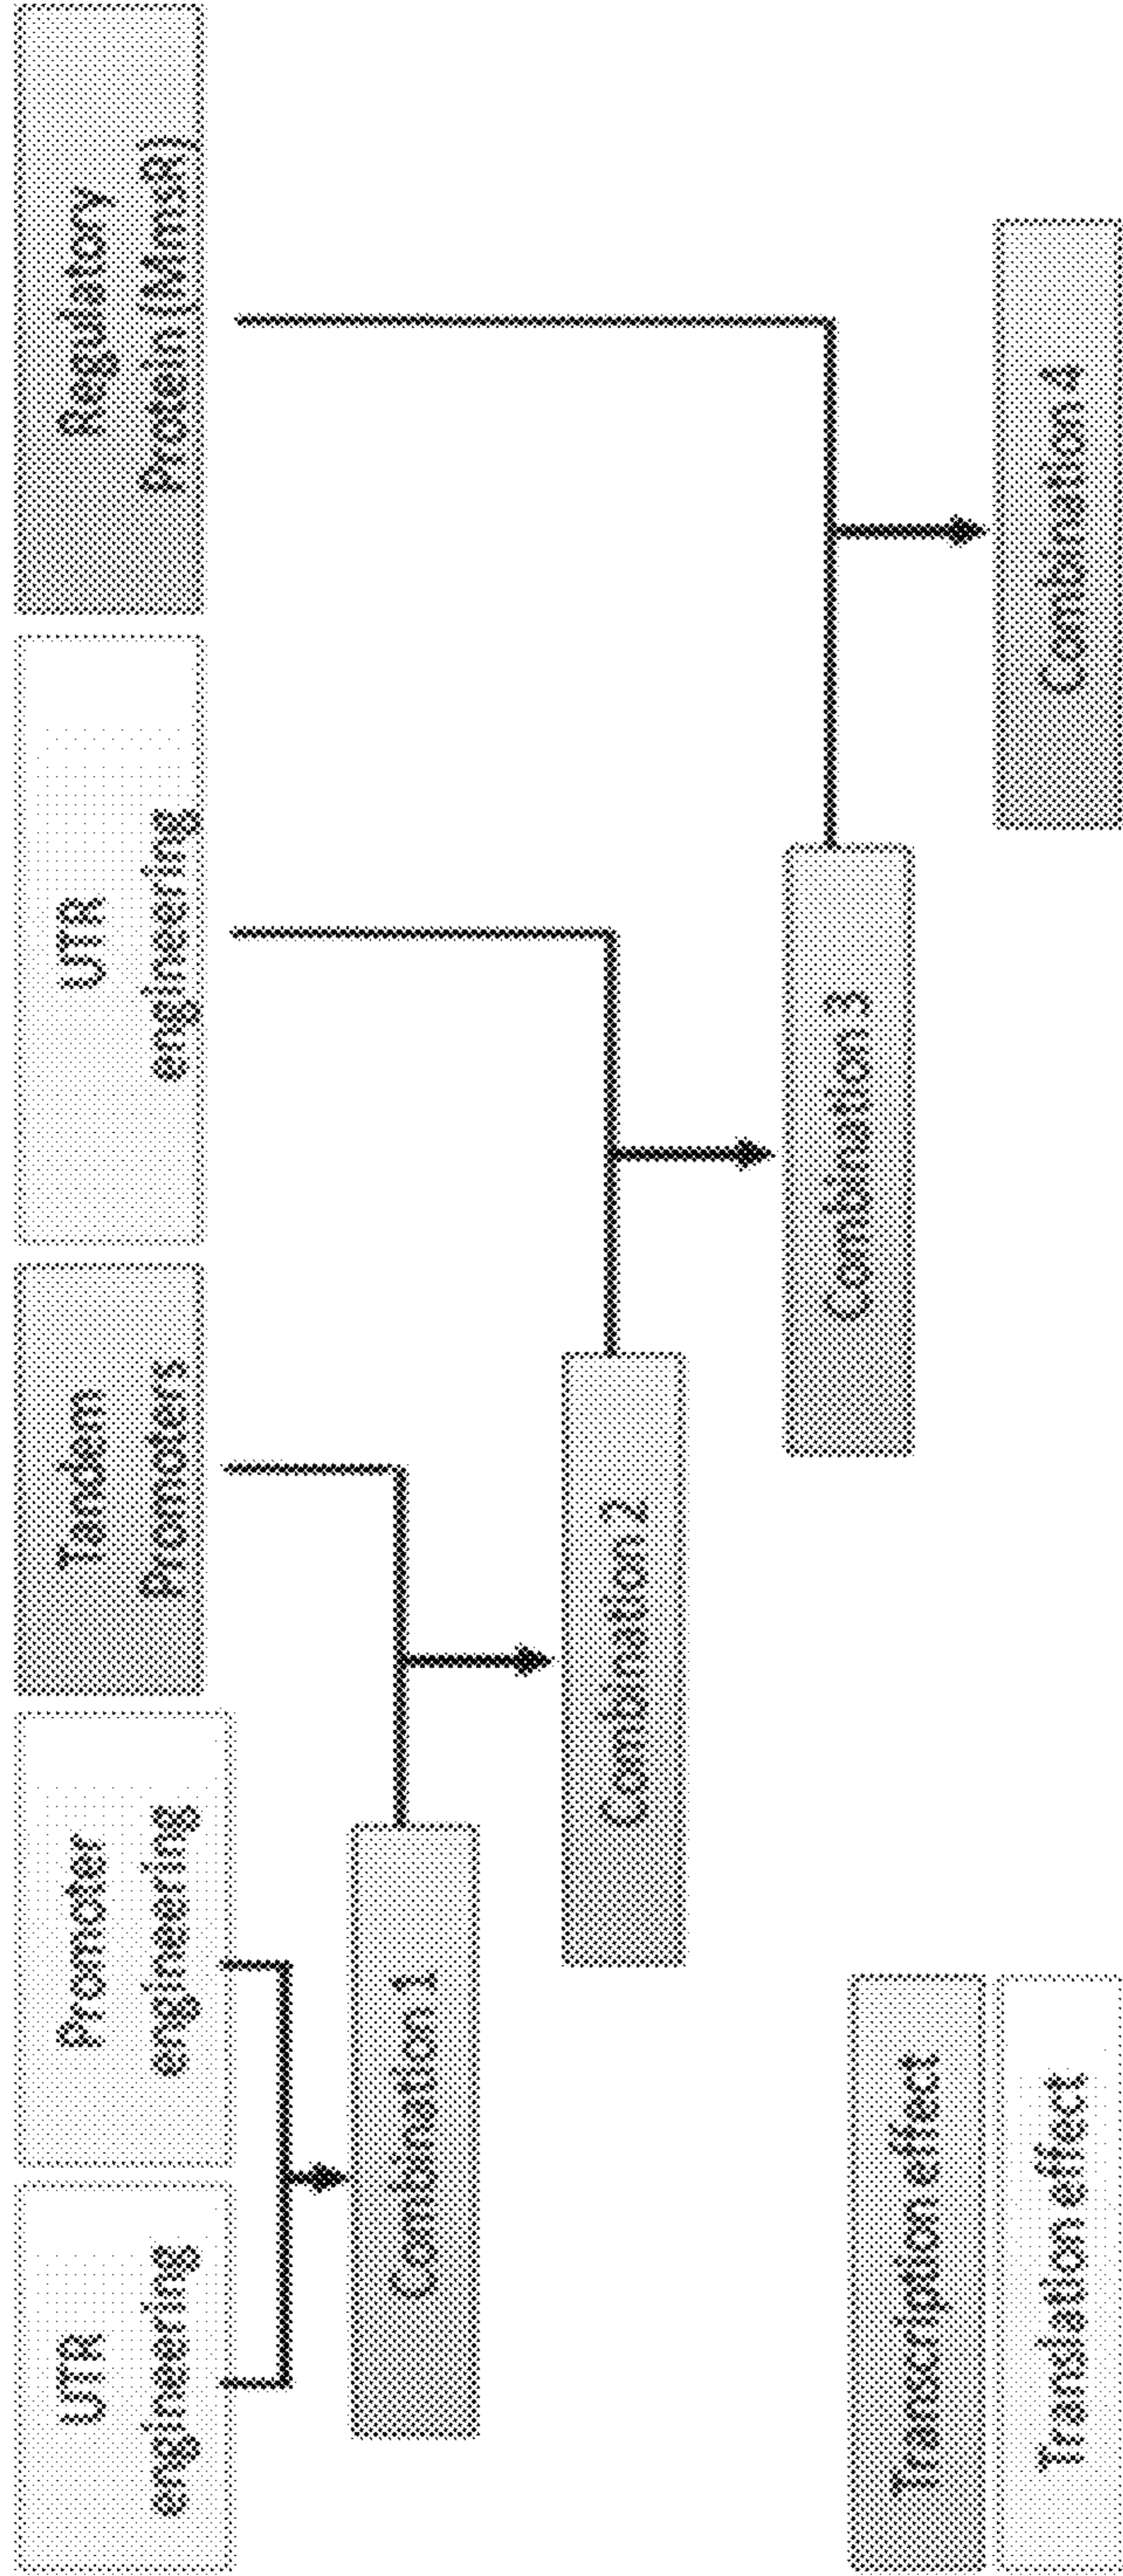 UTR
engineering
Promoter
engineering
Tandem
Promoters
UTR
engineering
Regulatory
Protein (MmsR)
Combination 1
Combination 2
Combination 3
Combination 4
Transcription effect
Translation effect